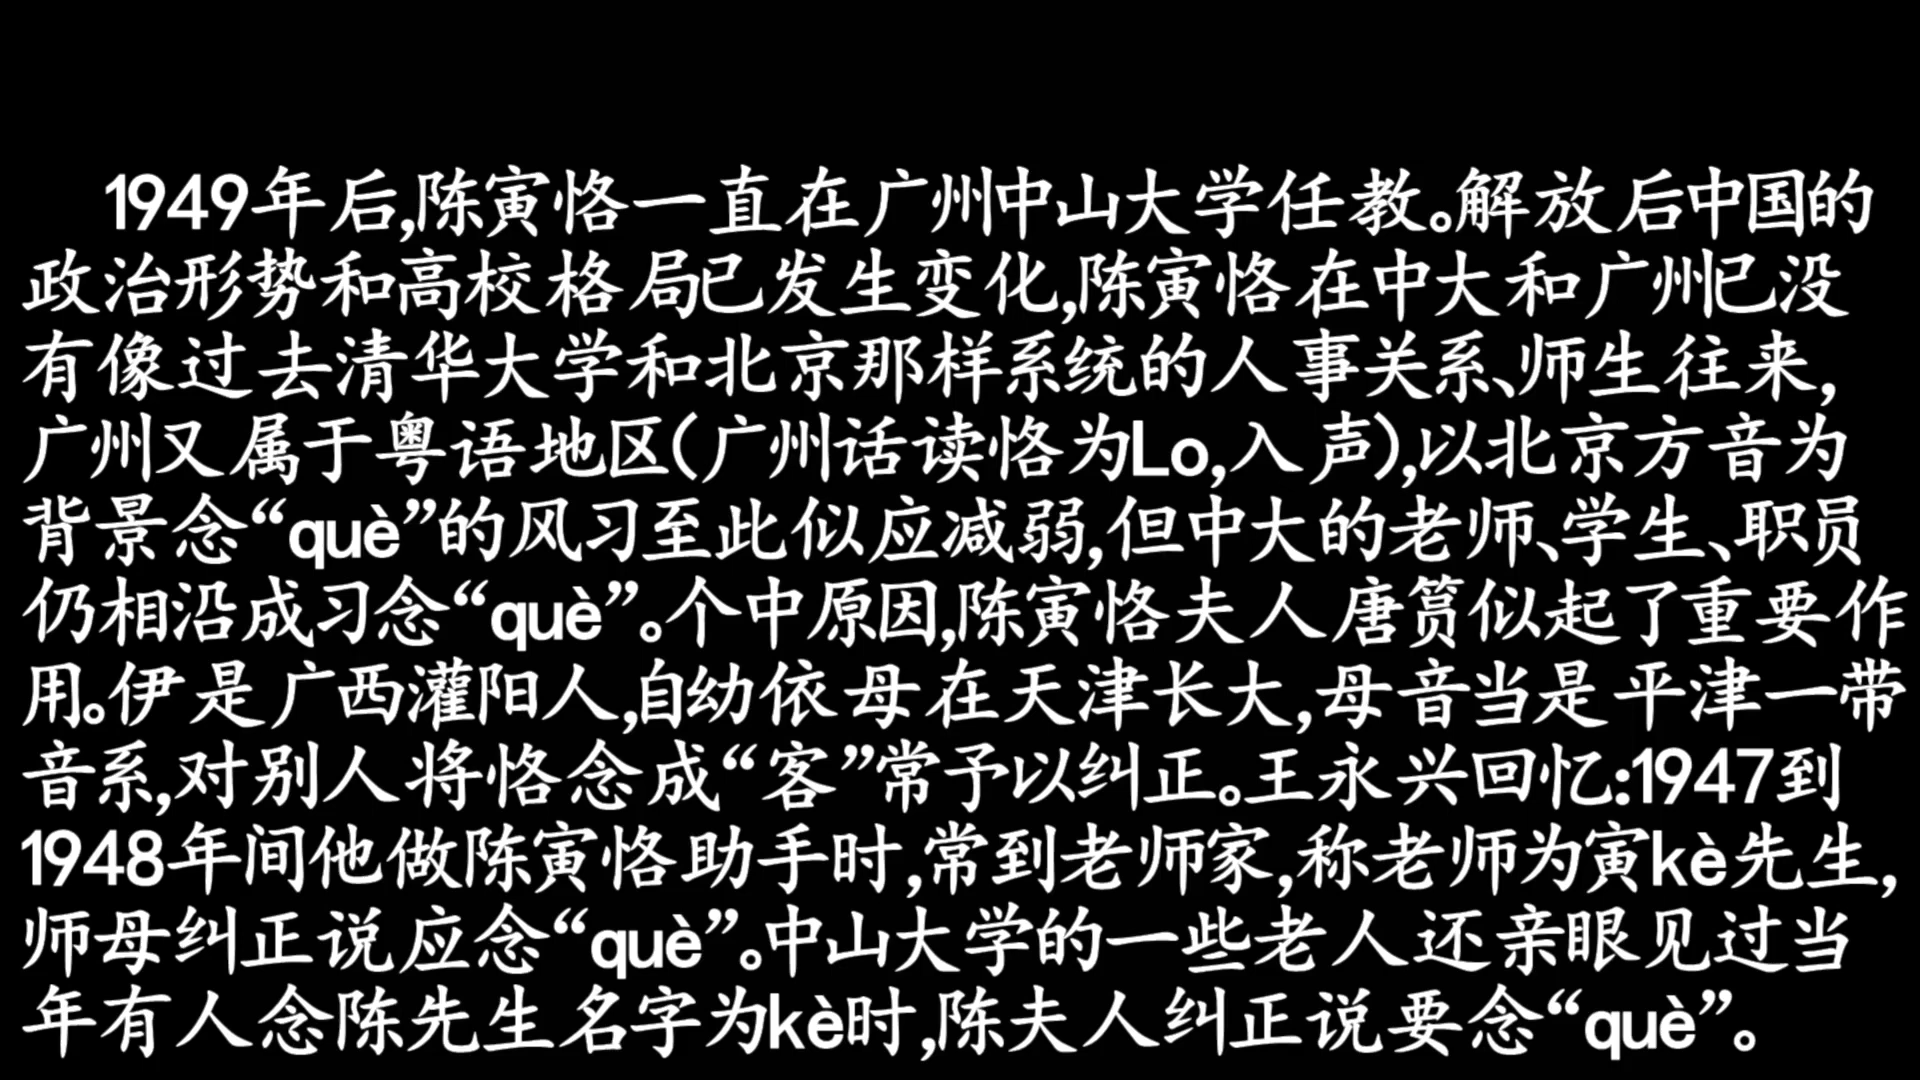 1949年后,陈寅恪一直在广州中山大学任教。解放后中国的
政治形势和高校格局已发生变化,陈寅恪在中大和广州已没
有像过去清华大学和北京那样系统的人事关系、师生往来,
广州又属于粤语地区(广州话读恪为Lo,入声),以北京方音为
背景念“què”的风习至此似应减弱,但中大的老师、学生、职员
仍相沿成习念“què”。个中原因,陈寅恪夫人唐筼似起了重要作
用。伊是广西灌阳人,自幼依母在天津长大,母音当是平津一带
音系,对别人将恪念成“客”常予以纠正。王永兴回忆:1947到
1948年间他做陈寅恪助手时,常到老师家,称老师为寅kè先生,
师母纠正说应念“què”。中山大学的一些老人还亲眼见过当
年有人念陈先生名字为kè时,陈夫人纠正说要念“què”。